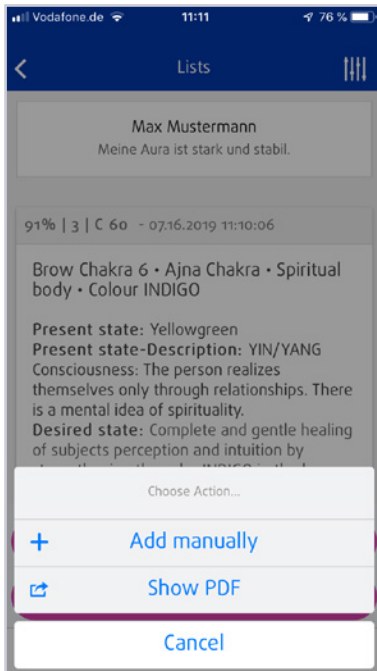 Vodafone.de
11:11
76 %
Lists
Max Mustermann
Meine Aura ist stark und stabil.
91% | 3 | C 60 - 07.16.2019 11:10:06
Brow Chakra 6 • Ajna Chakra • Spiritual
body • Colour INDIGO
Present state: Yellowgreen
Present state-Description: YIN/YANG
Consciousness: The person realizes
themselves only through relationships. There
is a mental idea of spirituality.
Desired state: Complete and gentle healing
of subjects perception and intuition by
Choose Action...
Add manually
Show PDF
Cancel